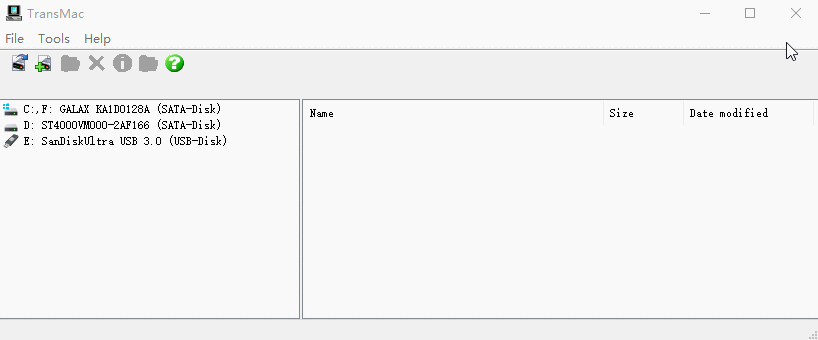 TransMac
File Tools Help
C:,F: GALAX KA1D0128A (SATA-Disk)
D: ST4000VM000-2AF166 (SATA-Disk)
E: SanDiskUltra USB 3.0 (USB-Disk)
Name Size Date modified